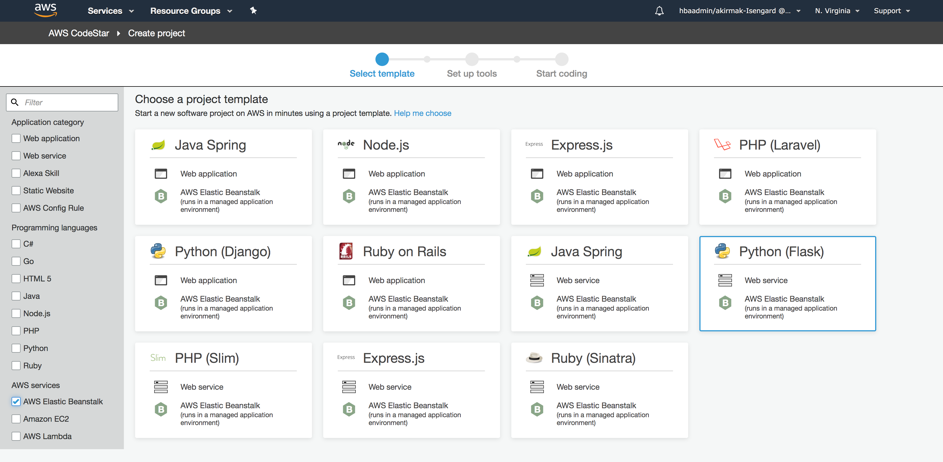 aws Services Resource Groups hbaadmin/akirmak-Isengard @... N. Virginia Support
AWS CodeStar Create project
Select template Set up tools Start coding
Filter
Application category
Web application
Web service
Alexa Skill
Static Website
AWS Config Rule
Programming languages
C#
Go
HTML 5
Java
Node.js
PHP
Python
Ruby
AWS services
AWS Elastic Beanstalk
Amazon EC2
AWS Lambda
Choose a project template
Start a new software project on AWS in minutes using a project template. Help me choose
Java Spring
Web application
AWS Elastic Beanstalk
(runs in a managed application
environment)
node
Node.js
Web application
AWS Elastic Beanstalk
(runs in a managed application
environment)
Express
Express.js
Web application
AWS Elastic Beanstalk
(runs in a managed application
environment)
PHP (Laravel)
Web application
AWS Elastic Beanstalk
(runs in a managed application
environment)
Python (Django)
Web application
AWS Elastic Beanstalk
(runs in a managed application
environment)
Ruby on Rails
Web application
AWS Elastic Beanstalk
(runs in a managed application
environment)
Java Spring
Web service
AWS Elastic Beanstalk
(runs in a managed application
environment)
Python (Flask)
Web service
AWS Elastic Beanstalk
(runs in a managed application
environment)
Slim
PHP (Slim)
Web service
AWS Elastic Beanstalk
(runs in a managed application
environment)
Express
Express.js
Web service
AWS Elastic Beanstalk
(runs in a managed application
environment)
Ruby (Sinatra)
Web service
AWS Elastic Beanstalk
(runs in a managed application
environment)